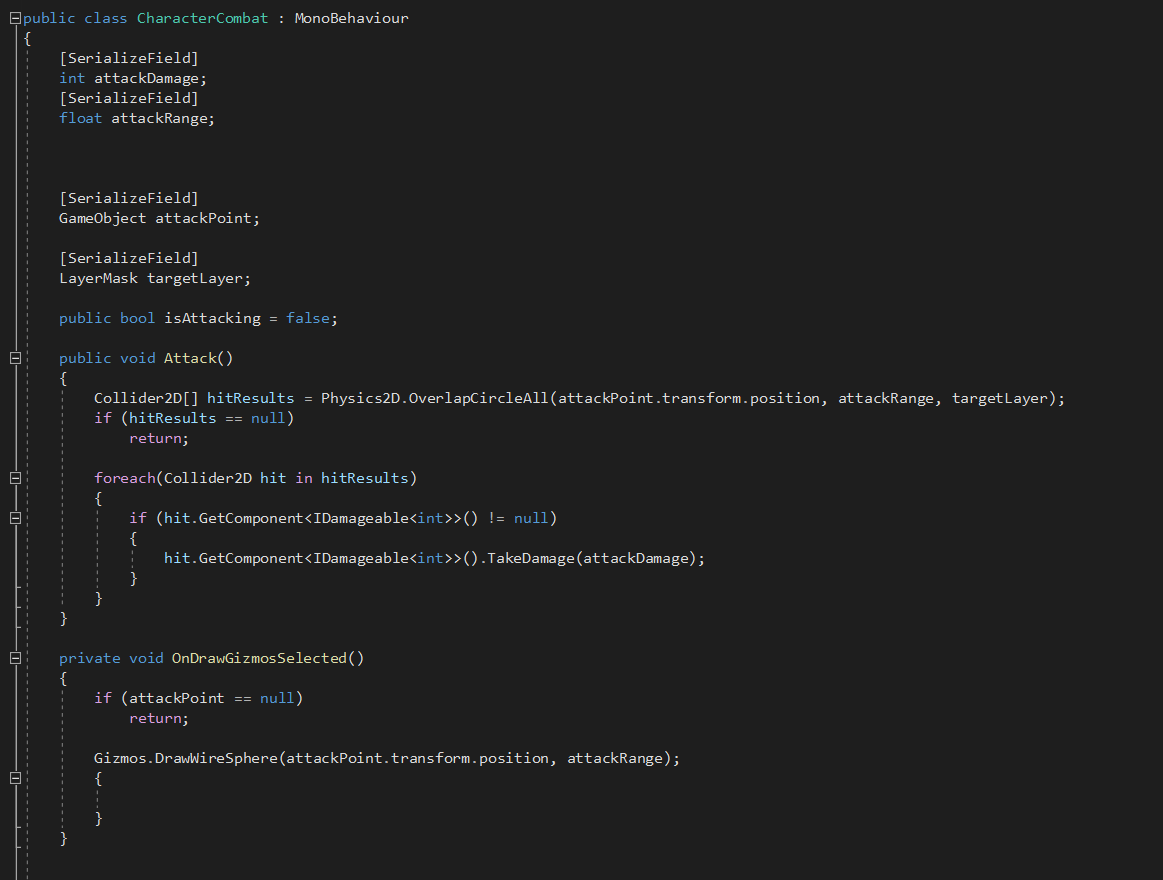 public class CharacterCombat : MonoBehaviour
{
    [SerializeField]
    int attackDamage;
    [SerializeField]
    float attackRange;
    [SerializeField]
    GameObject attackPoint;
    [SerializeField]
    LayerMask targetLayer;
    public bool isAttacking = false;
    public void Attack()
    {
        Collider2D[] hitResults = Physics2D.OverlapCircleAll(attackPoint.transform.position, attackRange, targetLayer);
        if (hitResults == null)
            return;
        foreach(Collider2D hit in hitResults)
        {
            if (hit.GetComponent<IDamageable<int>>() != null)
            {
                hit.GetComponent<IDamageable<int>>().TakeDamage(attackDamage);
            }
        }
    }
    private void OnDrawGizmosSelected()
    {
        if (attackPoint == null)
            return;
        Gizmos.DrawWireSphere(attackPoint.transform.position, attackRange);
        {
        }
    }